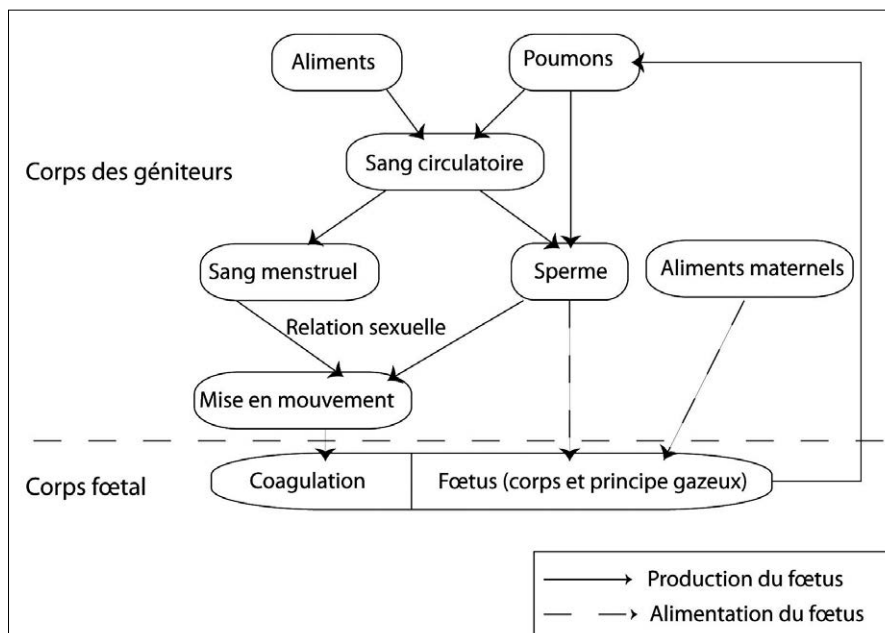 Aliments
Poumons
Corps des géniteurs
Sang circulatoire
Sang menstruel
Sperme
Aliments maternels
Relation sexuelle
Mise en mouvement
Corps fœtal
Coagulation
Fœtus (corps et principe gazeux)
Production du fœtus
Alimentation du fœtus